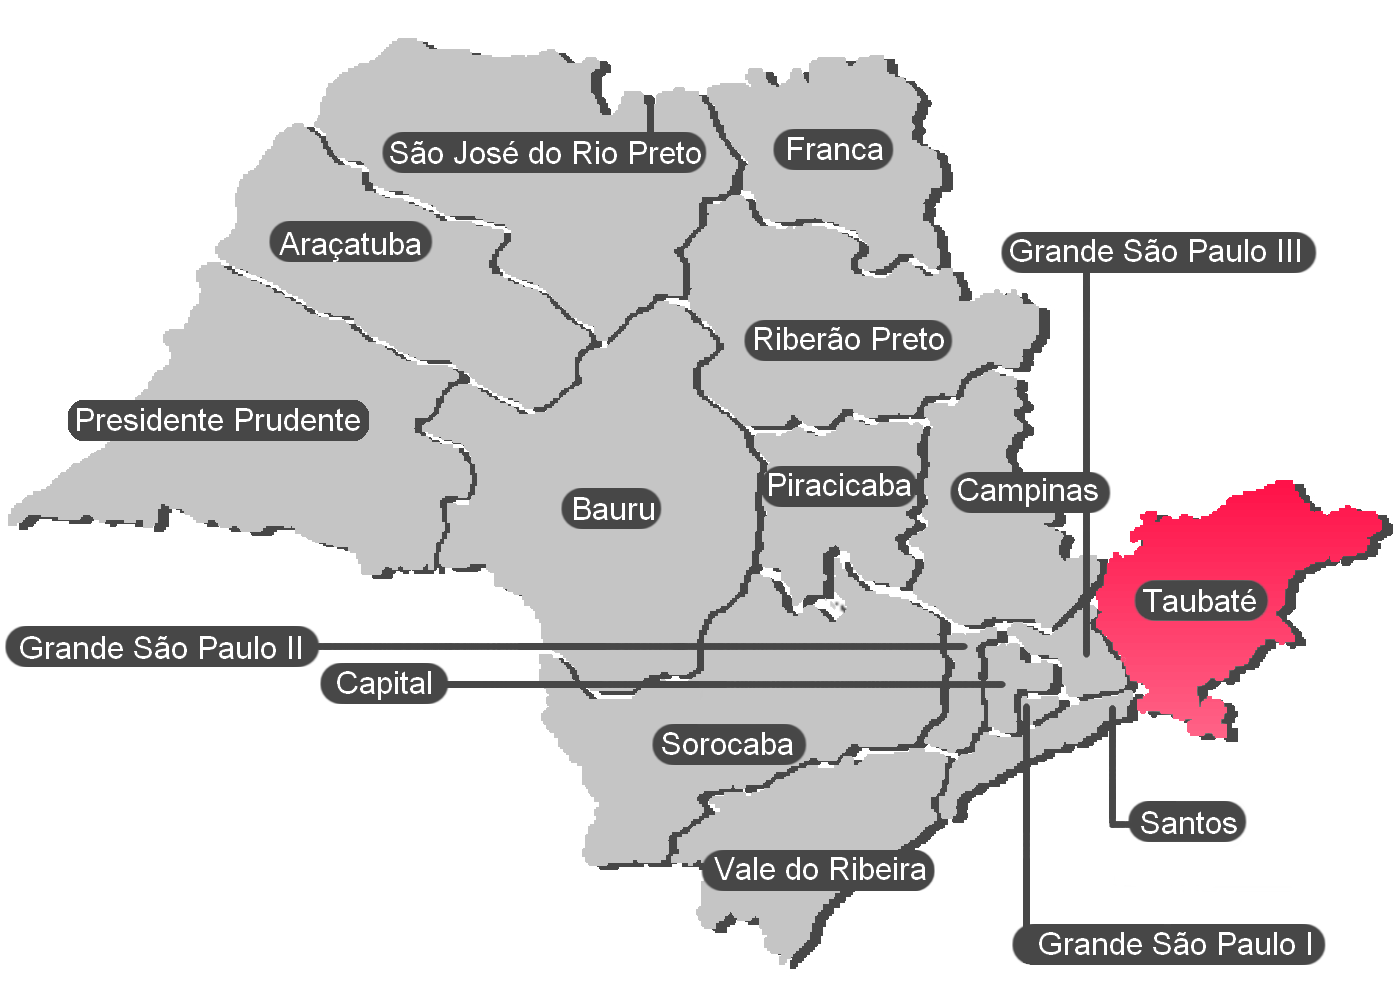 São José do Rio Preto
Franca
Araçatuba
Grande São Paulo III
Riberão Preto
Presidente Prudente
Piracicaba
Campinas
Bauru
Taubaté
Grande São Paulo II
Capital
Sorocaba
Santos
Vale do Ribeira
Grande São Paulo I